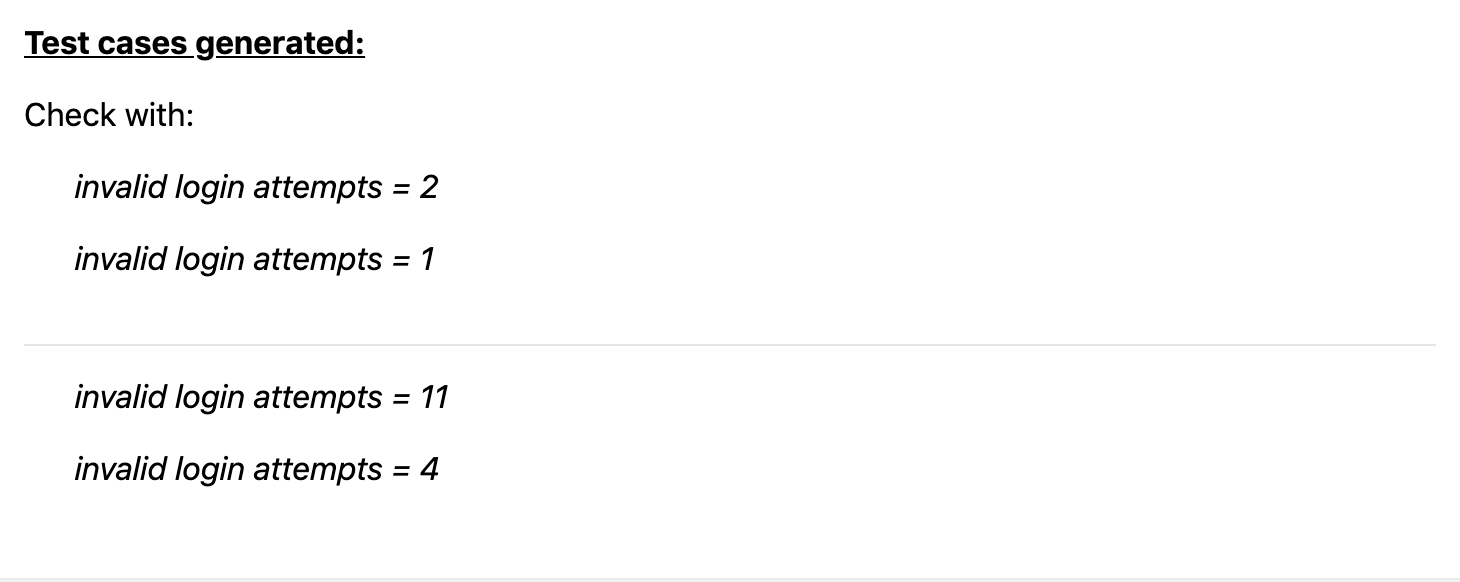 Test cases generated:
Check with:
invalid login attempts = 2
invalid login attempts = 1
invalid login attempts = 11
invalid login attempts = 4